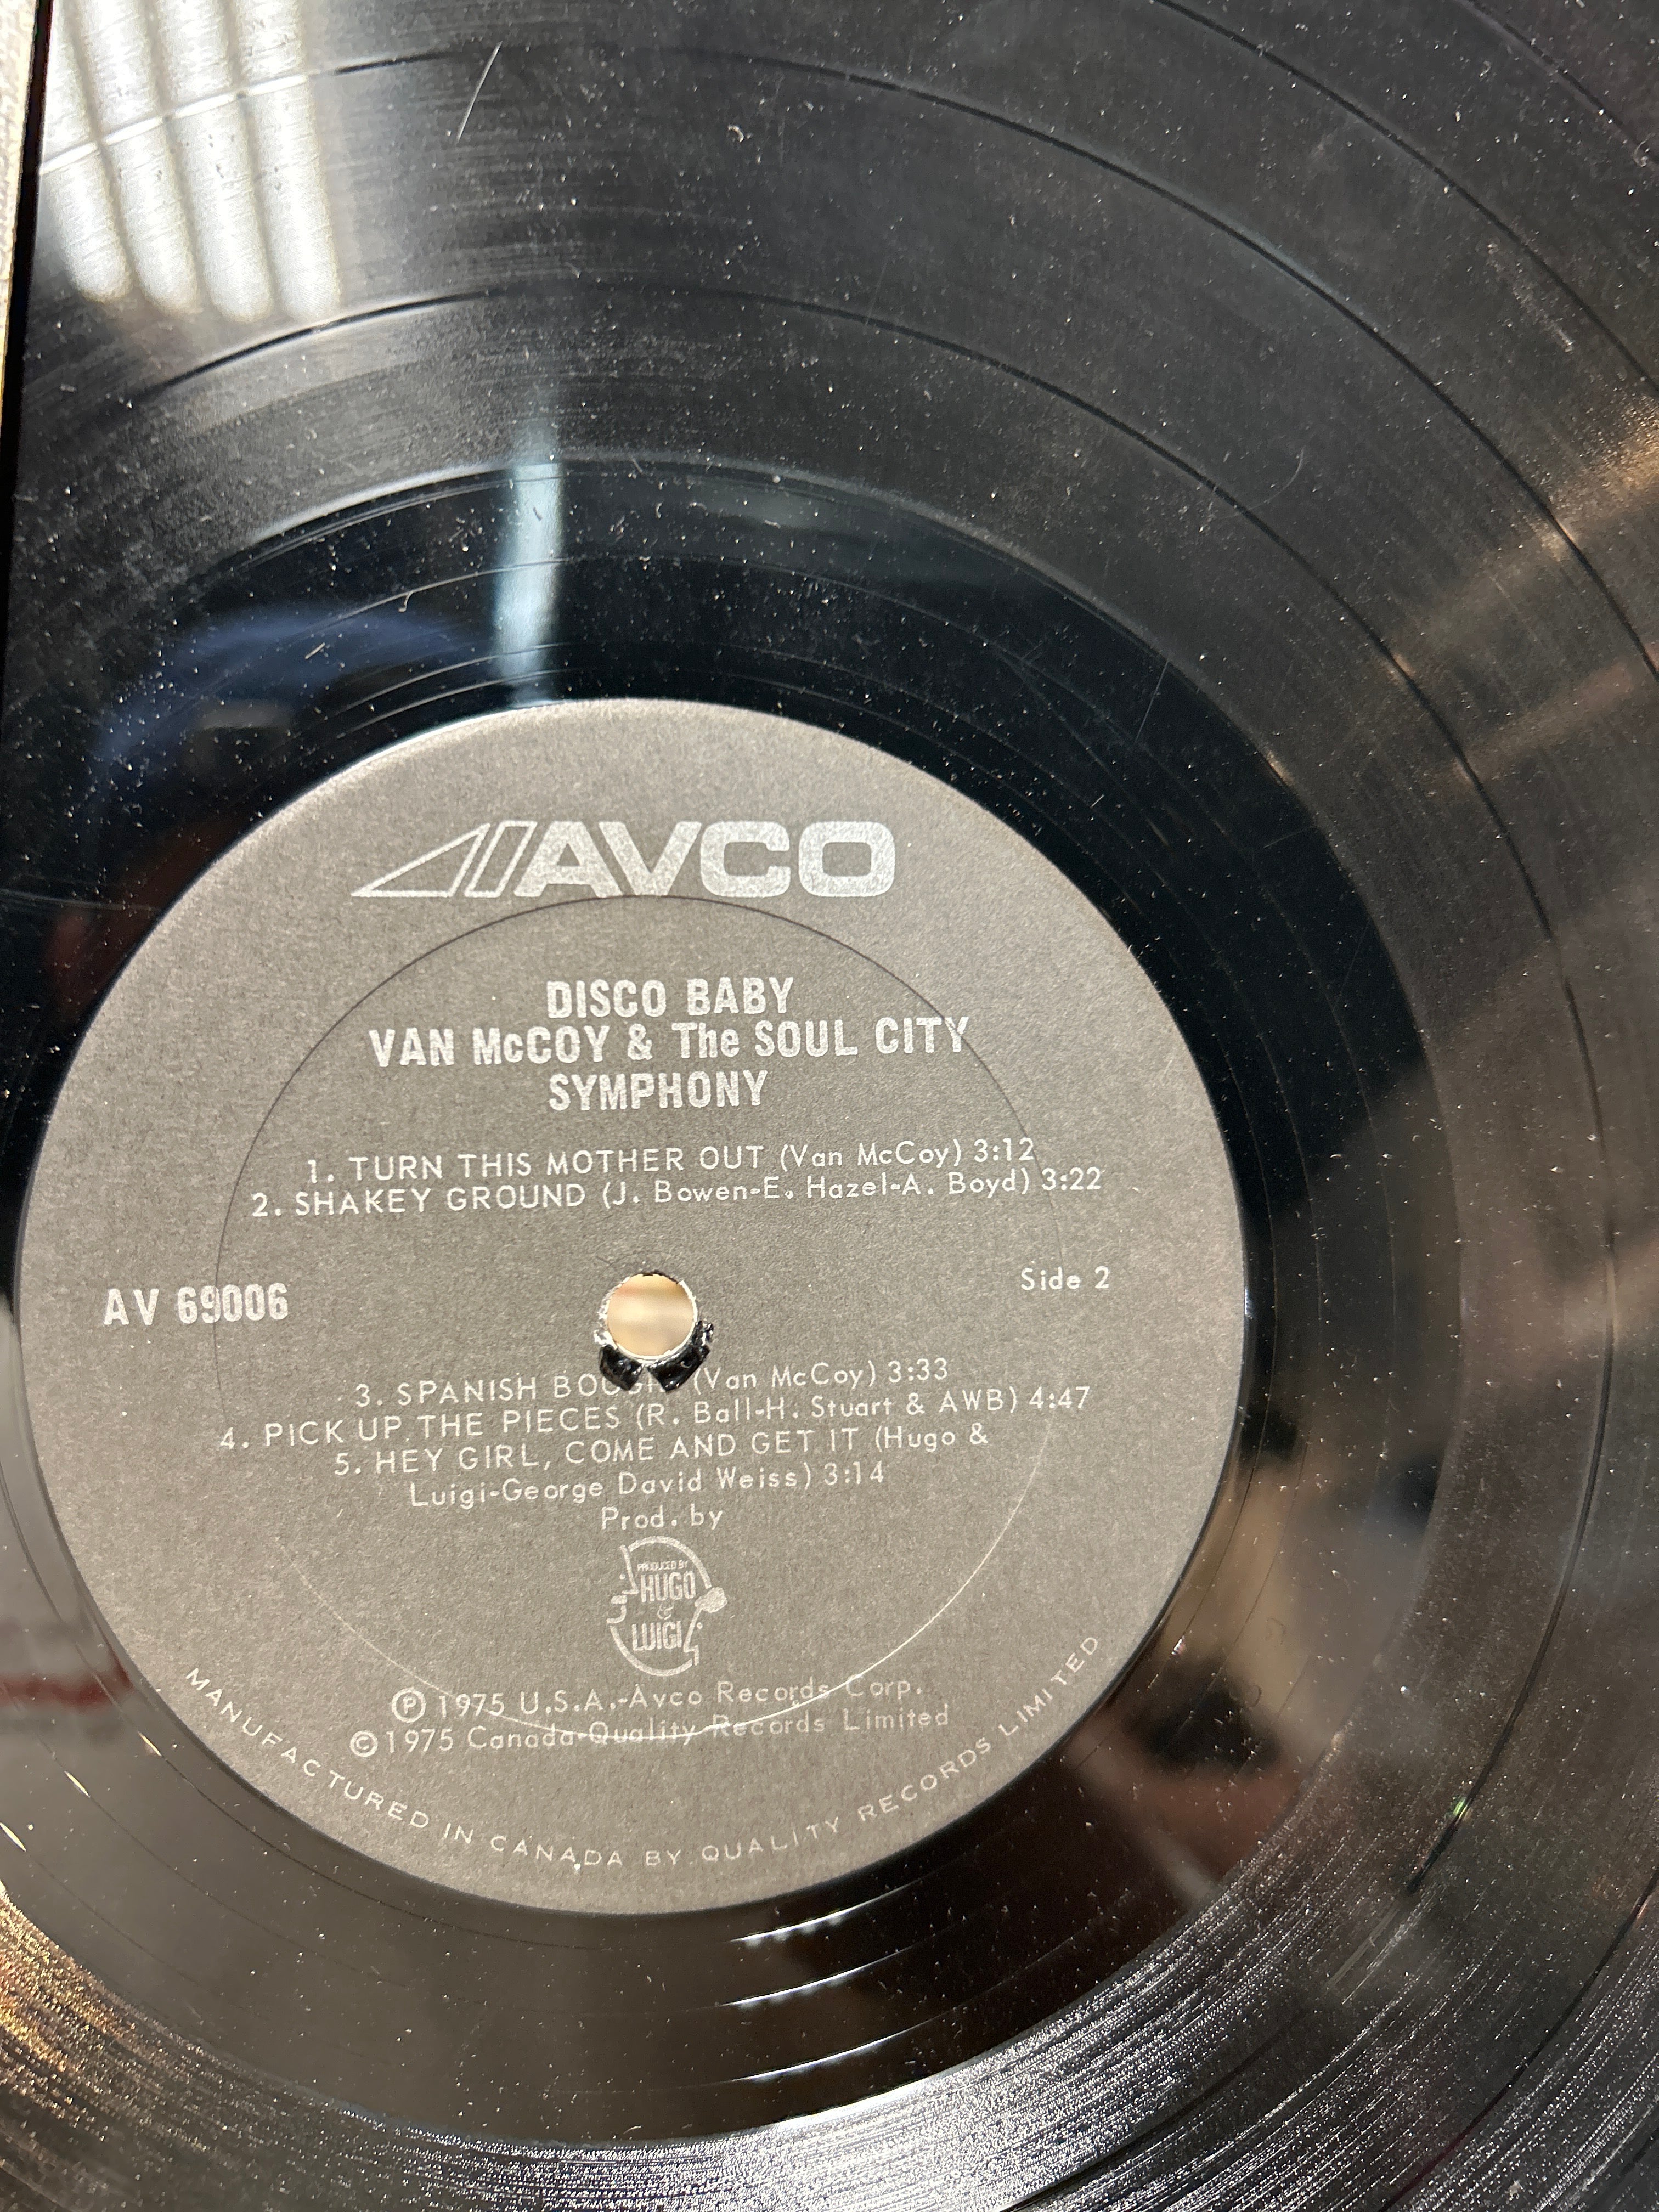 AVCO
DISCO BABY
VAN McCOY & The SOUL CITY
SYMPHONY
1. TURN THIS MOTHER OUT (Van McCoy) 3:12
2. SHAKEY GROUND (J. Bowen-E. Hazel-A. Boyd) 3:22
AV 69006
Side 2
3. SPANISH (Van McCoy) 3:33
4. PICK UP THE PIECES (R. Ball-H. Stuart & AWB) 4:47
5. HEY GIRL, COME AND GET IT (Hugo &
Luigi-George David Weiss) 3:14
Prod. by
PRODUCED BY
HUGO
&
LUIGI
Ⓟ 1975 U.S.A.-Avco Records Corp.
©1975 Canada-Quality Records Limited
MANUFACTURED IN CANADA BY QUALITY RECORDS LIMITED